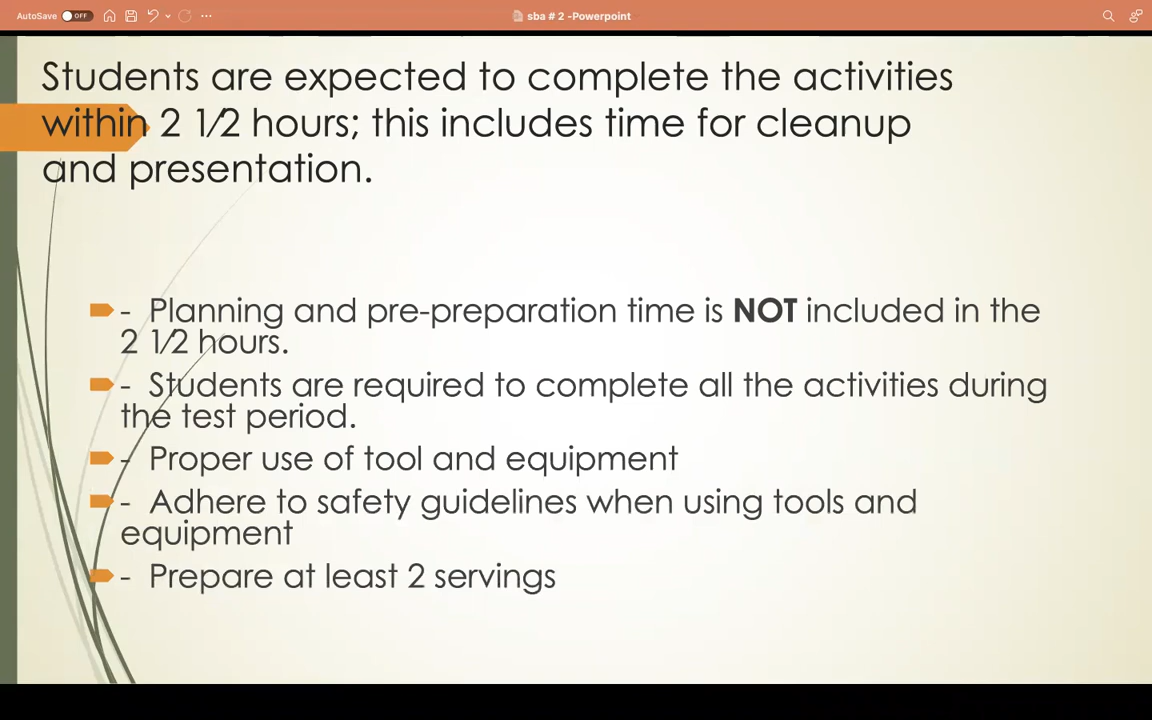 AutoSave OFF
sba # 2 -Powerpoint
Students are expected to complete the activities
within 2 1/2 hours; this includes time for cleanup
and presentation.
- Planning and pre-preparation time is NOT included in the
2 1/2 hours.
- Students are required to complete all the activities during
the test period.
- Proper use of tool and equipment
- Adhere to safety guidelines when using tools and
equipment
- Prepare at least 2 servings